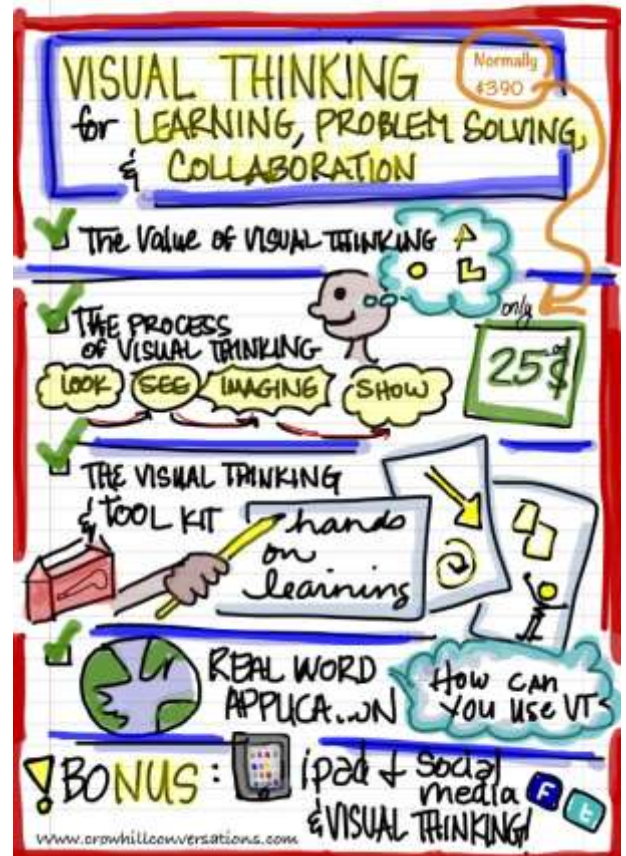 VISUAL THINKING
Normally
$390
for LEARNING, PROBLEM SOLVING,
& COLLABORATION
The Value of VISUAL THINKING
THE PROCESS
OF VISUAL THINKING
only
25$
LOOK SEE IMAGING SHOW
THE VISUAL THINKING
& TOOL KIT
hands
on
learning
REAL WORD
APPLICA...ON
How CAN
YOU USE VT
! BONUS: ipad + Social
media F t
& VISUAL THINKING!
www.crowhillconversations.com